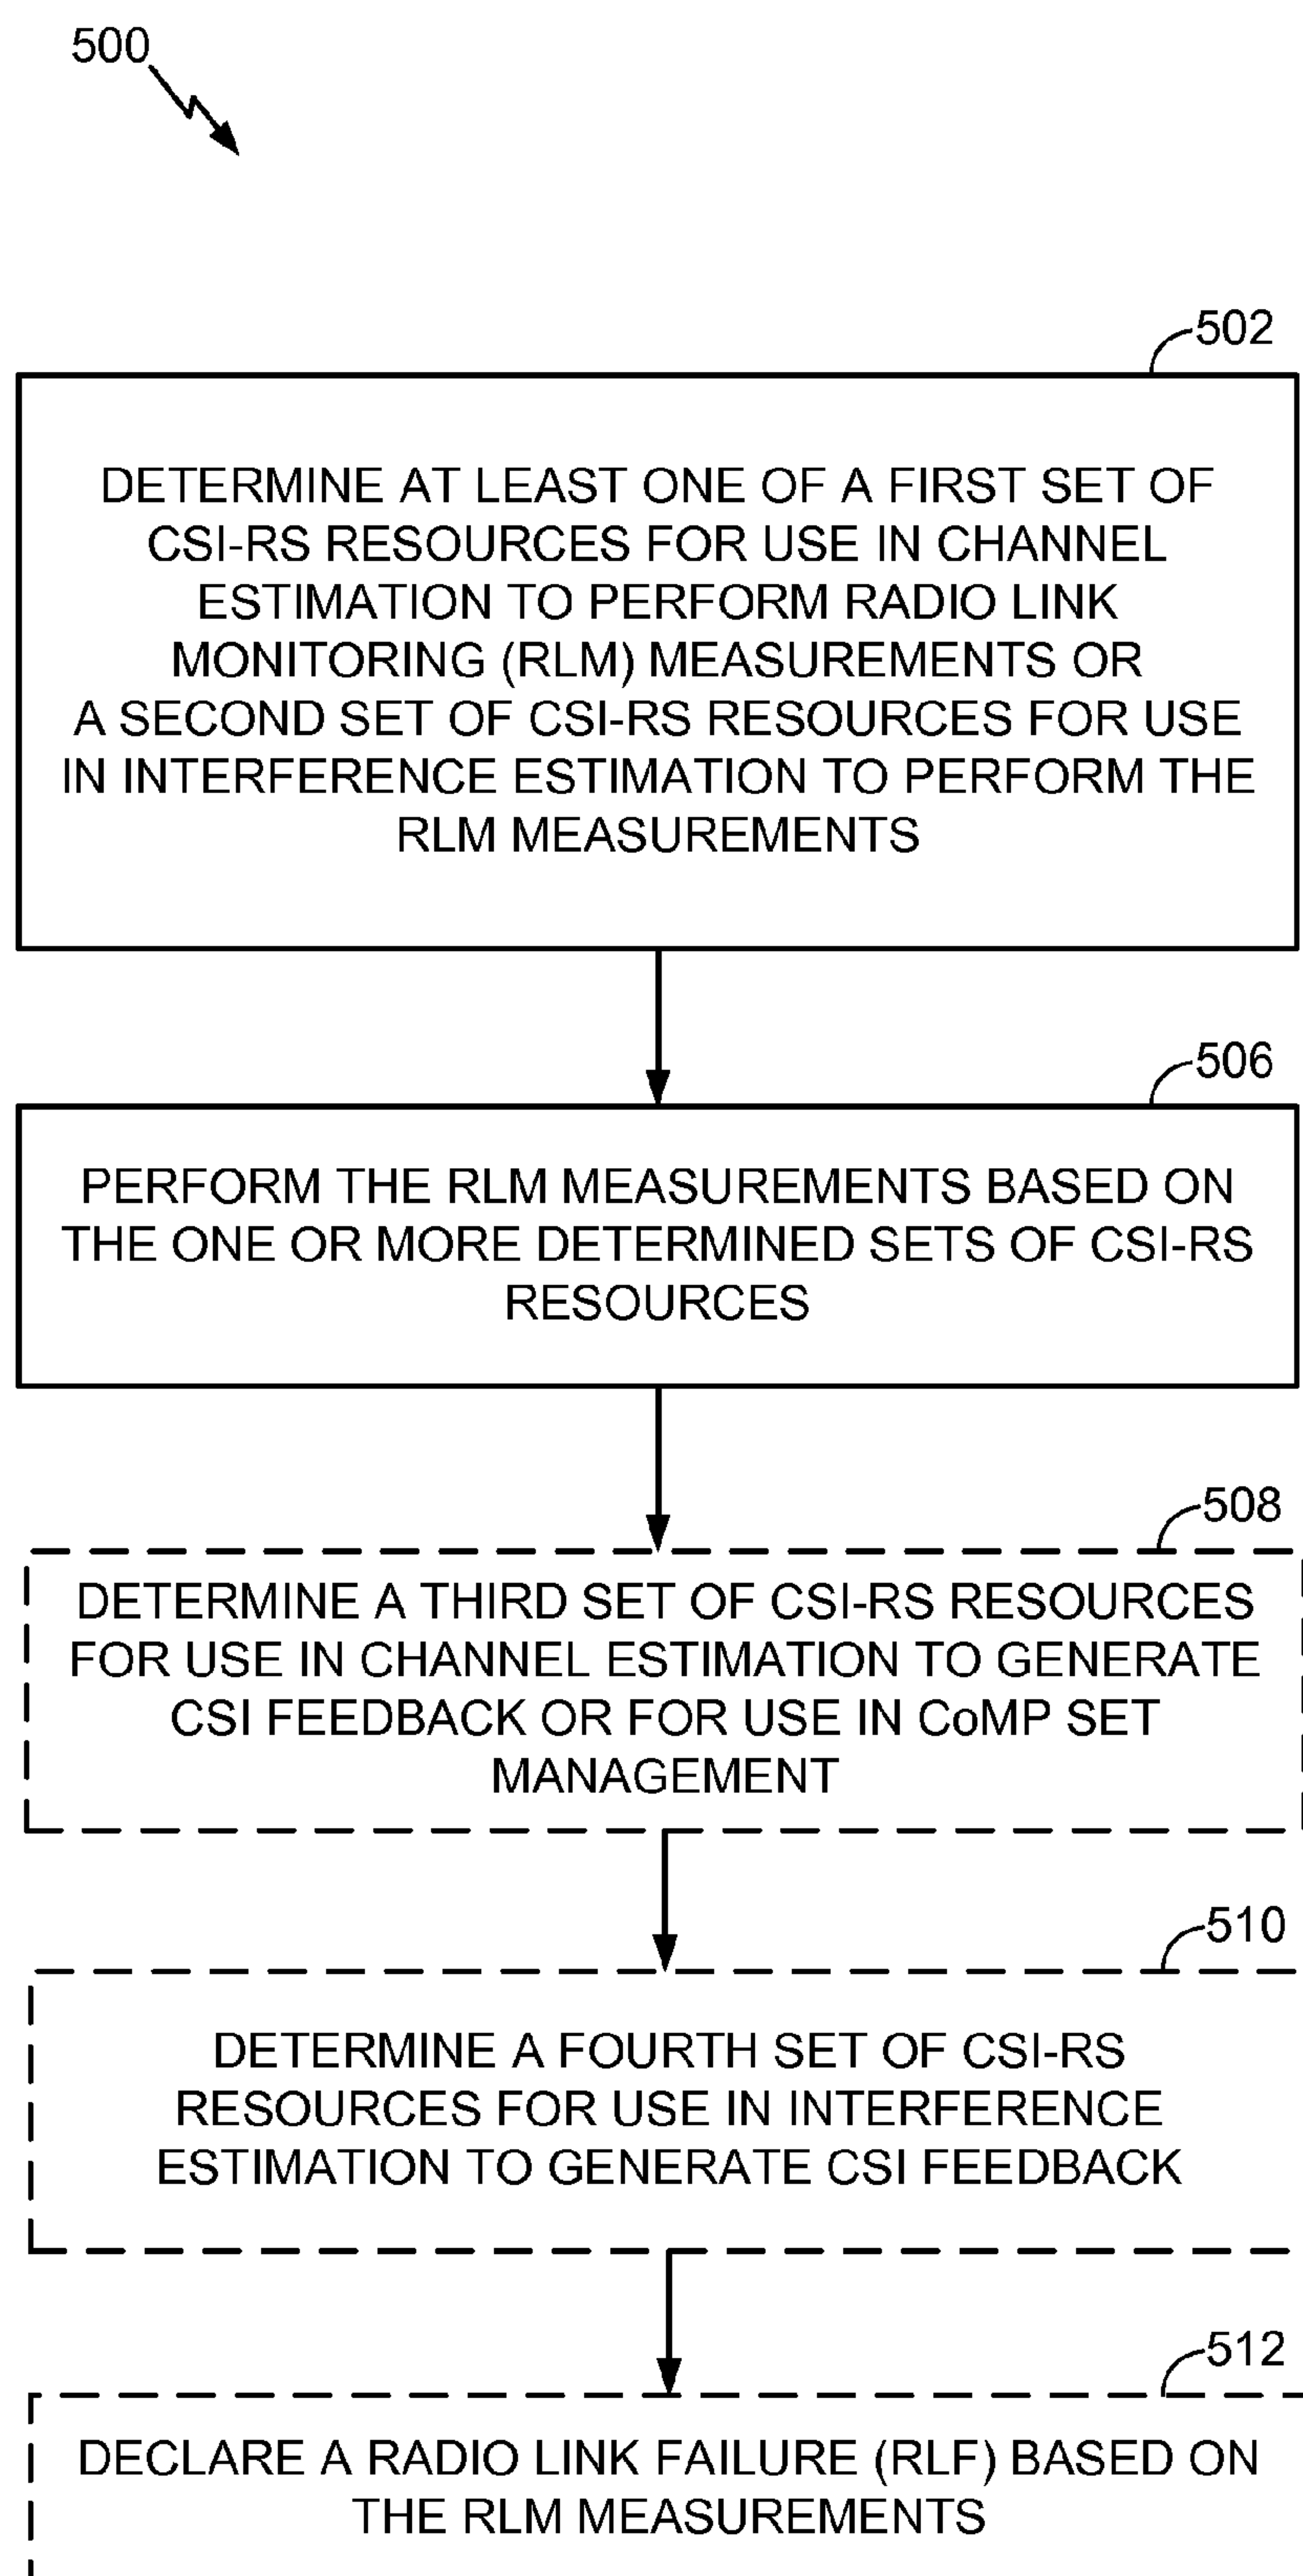 500
502
DETERMINE AT LEAST ONE OF A FIRST SET OF
CSI-RS RESOURCES FOR USE IN CHANNEL
ESTIMATION TO PERFORM RADIO LINK
MONITORING (RLM) MEASUREMENTS OR
A SECOND SET OF CSI-RS RESOURCES FOR USE
IN INTERFERENCE ESTIMATION TO PERFORM THE
RLM MEASUREMENTS
506
PERFORM THE RLM MEASUREMENTS BASED ON
THE ONE OR MORE DETERMINED SETS OF CSI-RS
RESOURCES
508
DETERMINE A THIRD SET OF CSI-RS RESOURCES
FOR USE IN CHANNEL ESTIMATION TO GENERATE
CSI FEEDBACK OR FOR USE IN CoMP SET
MANAGEMENT
510
DETERMINE A FOURTH SET OF CSI-RS
RESOURCES FOR USE IN INTERFERENCE
ESTIMATION TO GENERATE CSI FEEDBACK
512
DECLARE A RADIO LINK FAILURE (RLF) BASED ON
THE RLM MEASUREMENTS